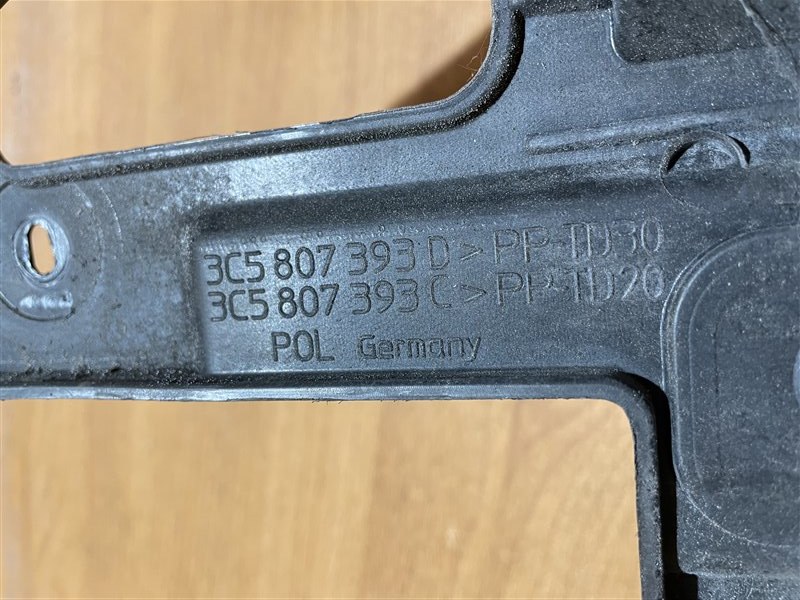 3C5 807 393 D > PP-TD30
3C5 807 393 C > PP-TD20
POL Germany